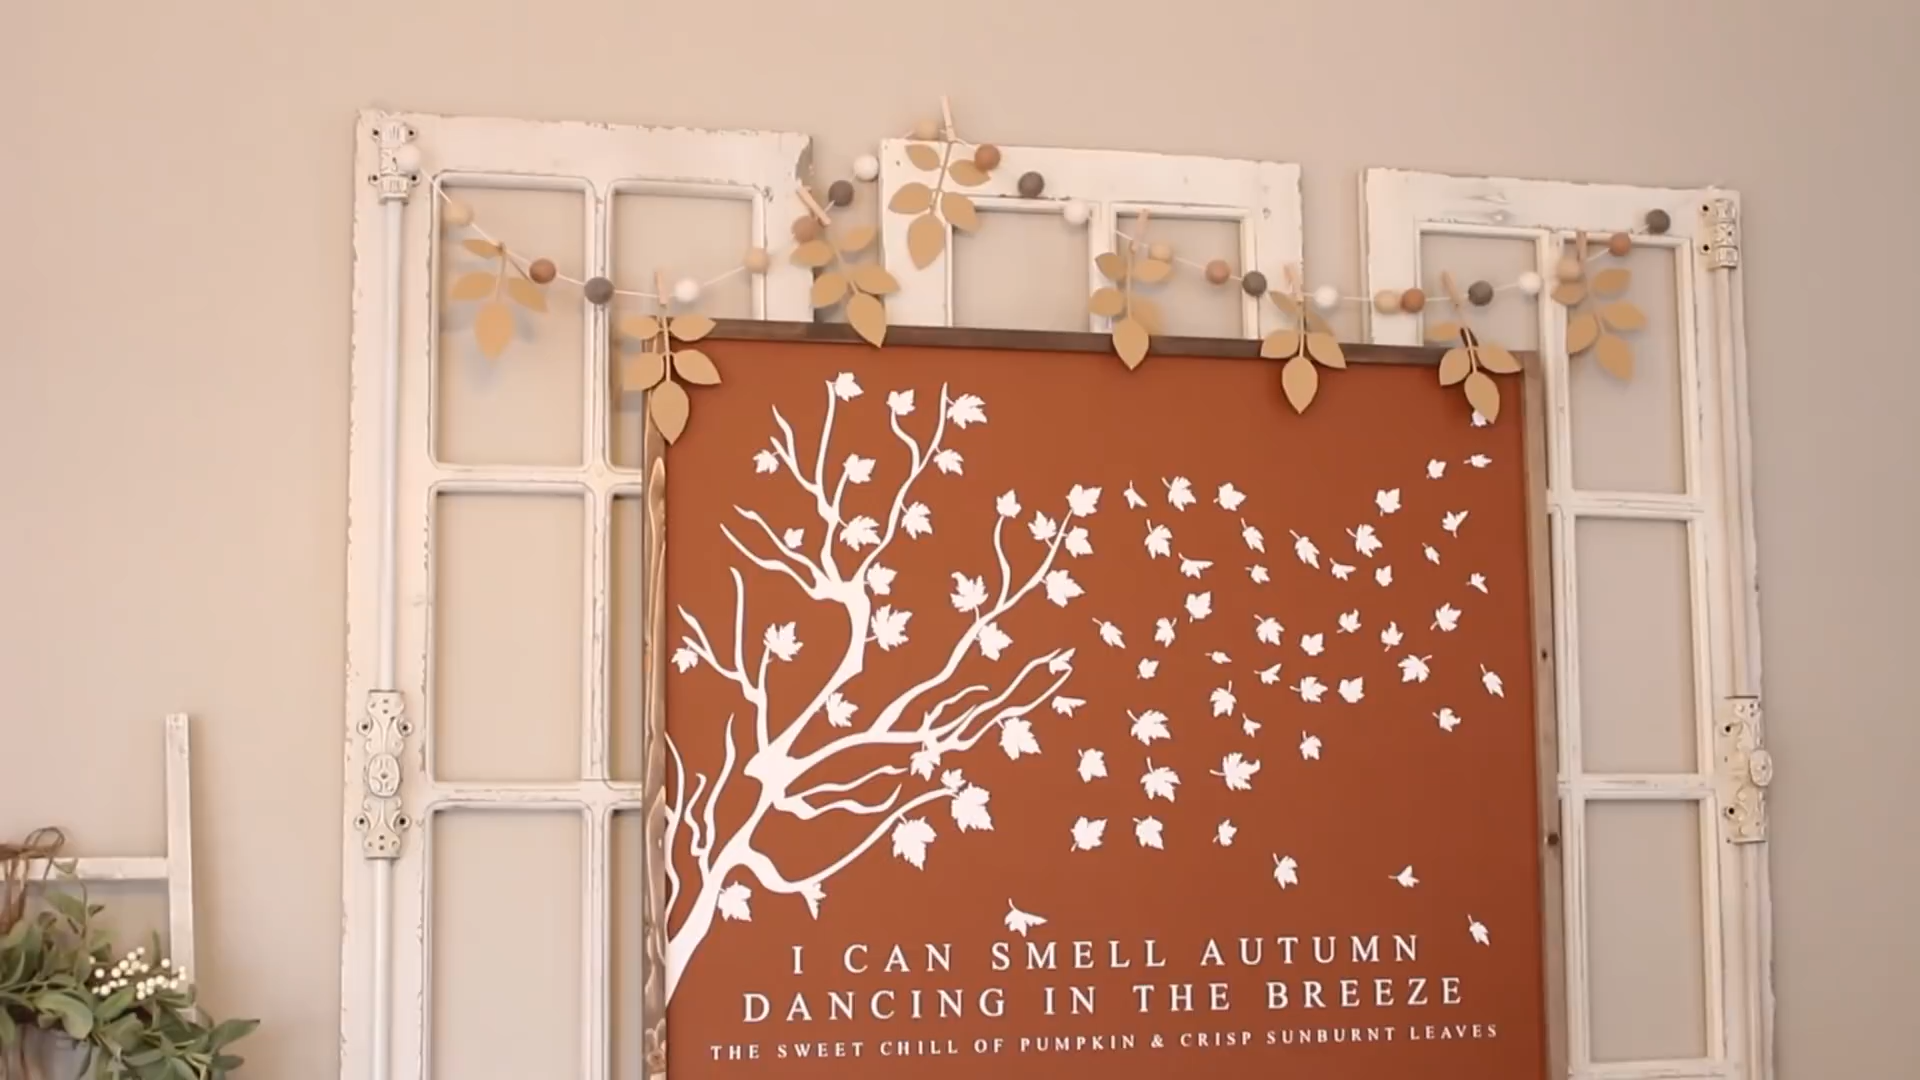 I CAN SMELL AUTUMN
DANCING IN THE BREEZE
THE SWEET CHILL OF PUMPKIN & CRISP SUNBURNT LEAVES